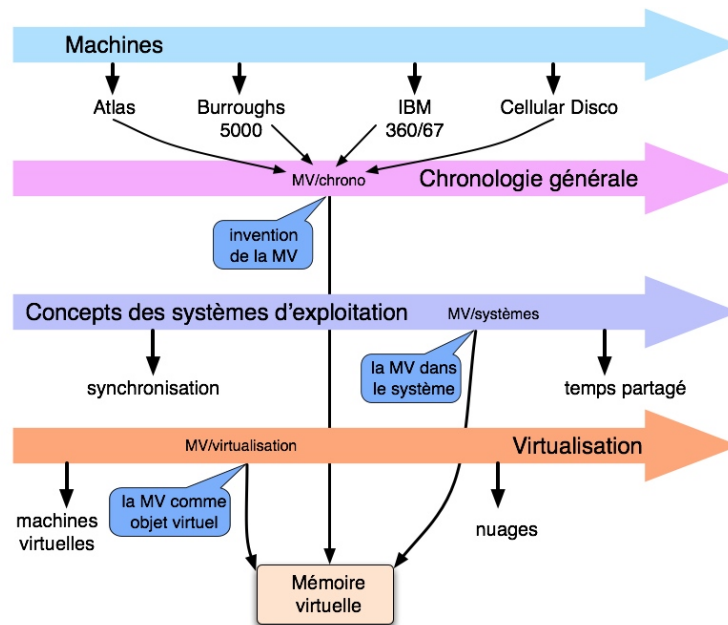 Machines
Atlas
Burroughs
5000
IBM
360/67
Cellular Disco
MV/chrono
Chronologie générale
invention
de la MV
Concepts des systèmes d'exploitation
MV/systèmes
la MV dans
le système
synchronisation
temps partagé
MV/virtualisation
Virtualisation
la MV comme
objet virtuel
machines
virtuelles
nuages
Mémoire
virtuelle